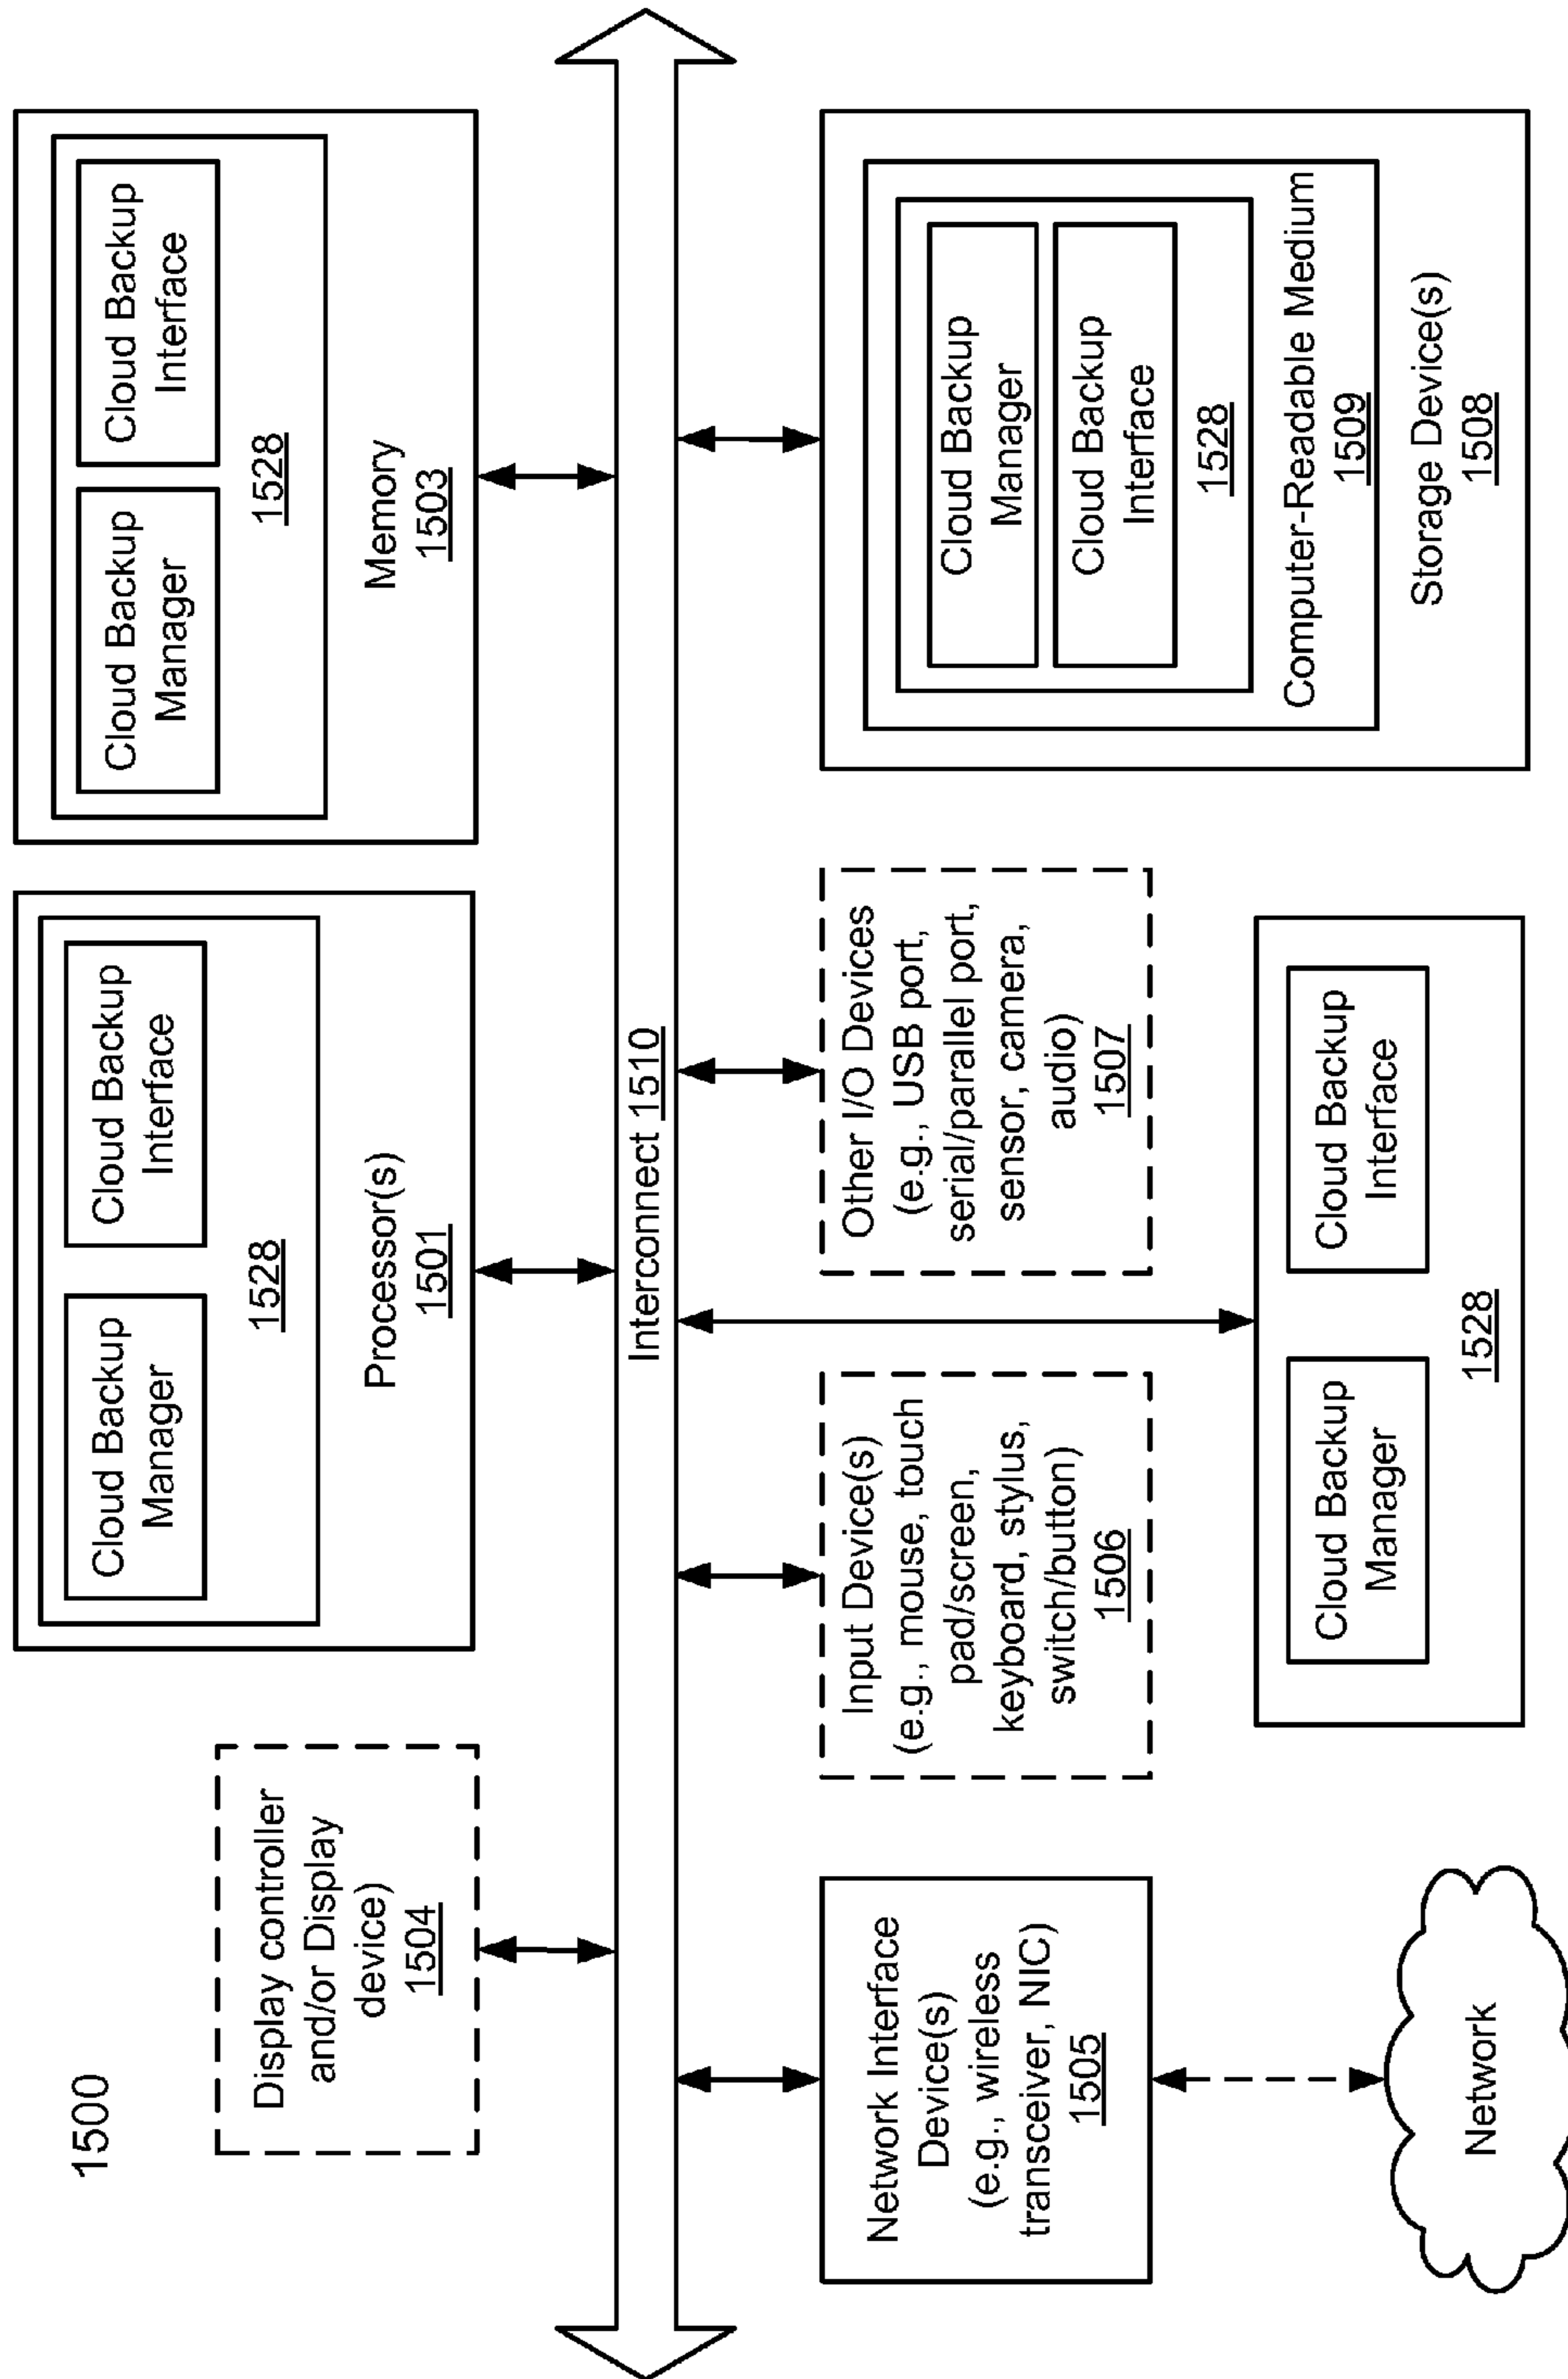 1500
Display controller
and/or Display
device)
1504
Cloud Backup
Manager
Cloud Backup
Interface
1528
Processor(s)
1501
Cloud Backup
Manager
Cloud Backup
Interface
1528
Memory
1503
Interconnect 1510
Network Interface
Device(s)
(e.g., wireless
transceiver, NIC)
1505
Input Device(s)
(e.g., mouse, touch
pad/screen,
keyboard, stylus,
switch/button)
1506
Other I/O Devices
(e.g., USB port,
serial/parallel port,
sensor, camera,
audio)
1507
Cloud Backup
Manager
Cloud Backup
Interface
1528
Computer-Readable Medium
1509
Storage Device(s)
1508
Network
Cloud Backup
Manager
Cloud Backup
Interface
1528